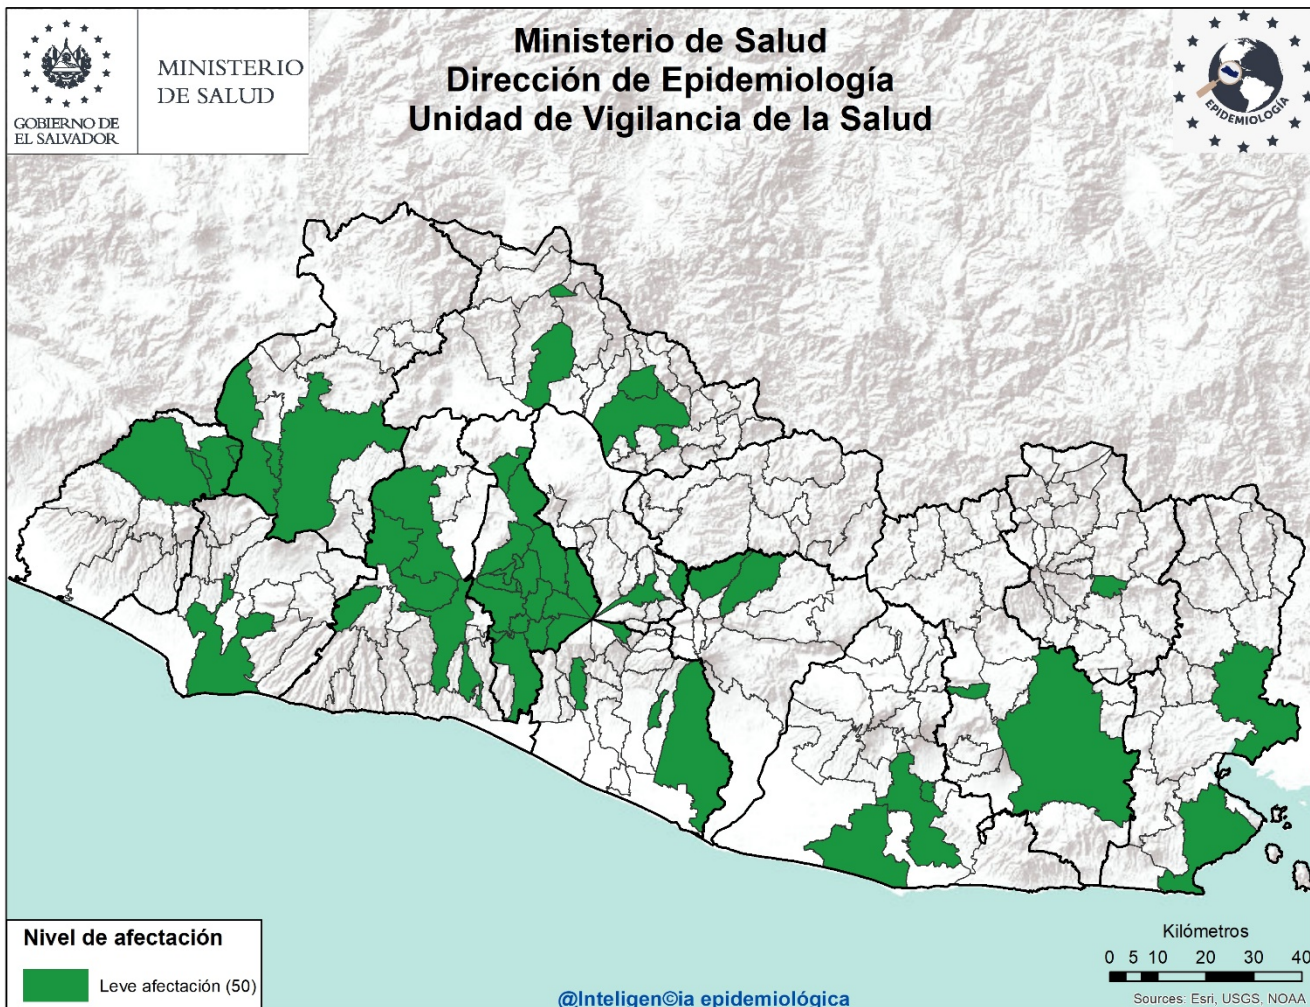 GOBIERNO DE
EL SALVADOR
MINISTERIO
DE SALUD
Ministerio de Salud
Dirección de Epidemiología
Unidad de Vigilancia de la Salud
EPIDEMIOLOGÍA
Nivel de afectación
Leve afectación (50)
@Inteligen©ia epidemiológica
Kilómetros
0 5 10 20 30 40
Sources: Esri, USGS, NOAA